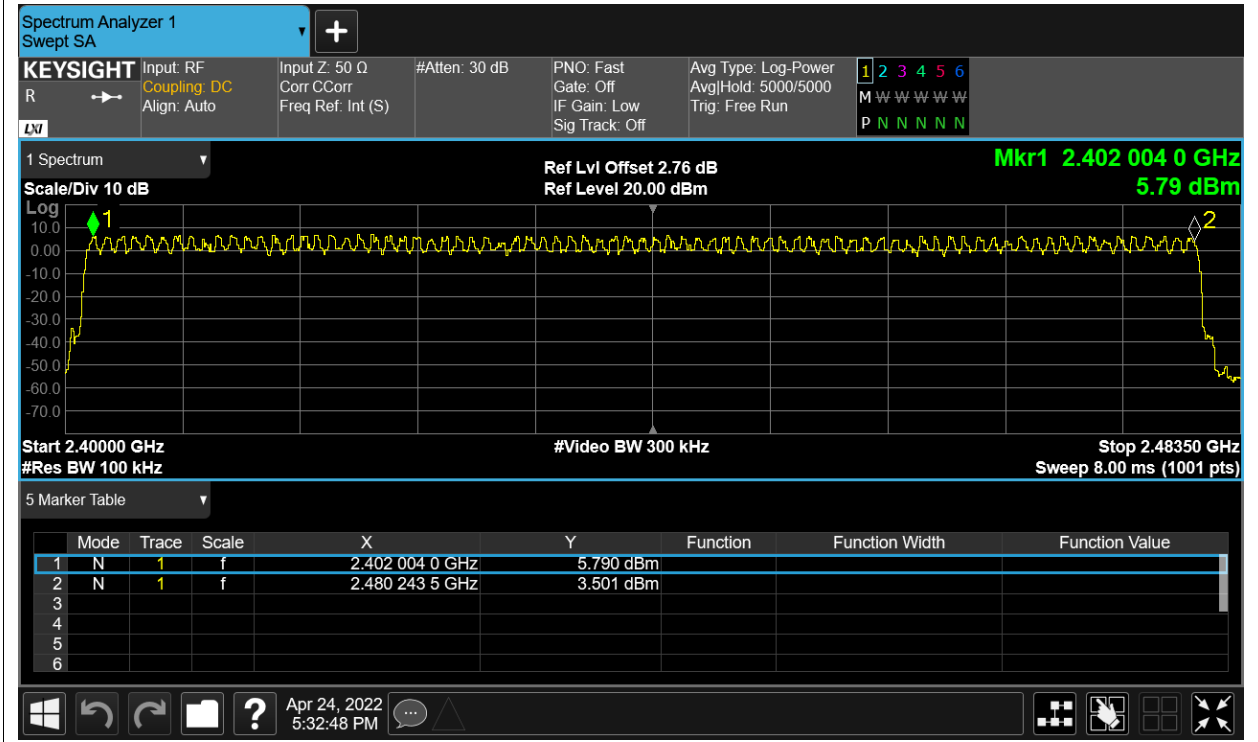 Spectrum Analyzer 1
Swept SA
KEYSIGHT Input: RF Input Z: 50 Ω #Atten: 30 dB PNO: Fast Avg Type: Log-Power 1 2 3 4 5 6
R Coupling: DC Corr CCorr Gate: Off Avg|Hold: 5000/5000 M W W W W W W
Align: Auto Freq Ref: Int (S) IF Gain: Low Trig: Free Run
LXI Sig Track: Off P N N N N N N
1 Spectrum Ref Lvl Offset 2.76 dB Mkr1 2.402 004 0 GHz
Scale/Div 10 dB Ref Level 20.00 dBm 5.79 dBm
Log
1 2
10.0
0.00
-10.0
-20.0
-30.0
-40.0
-50.0
-60.0
-70.0
Start 2.40000 GHz #Video BW 300 kHz Stop 2.48350 GHz
#Res BW 100 kHz Sweep 8.00 ms (1001 pts)
5 Marker Table
Mode Trace Scale X Y Function Function Width Function Value
1 N 1 f 2.402 004 0 GHz 5.790 dBm
2 N 1 f 2.480 243 5 GHz 3.501 dBm
3
4
5
6
? Apr 24, 2022
5:32:48 PM